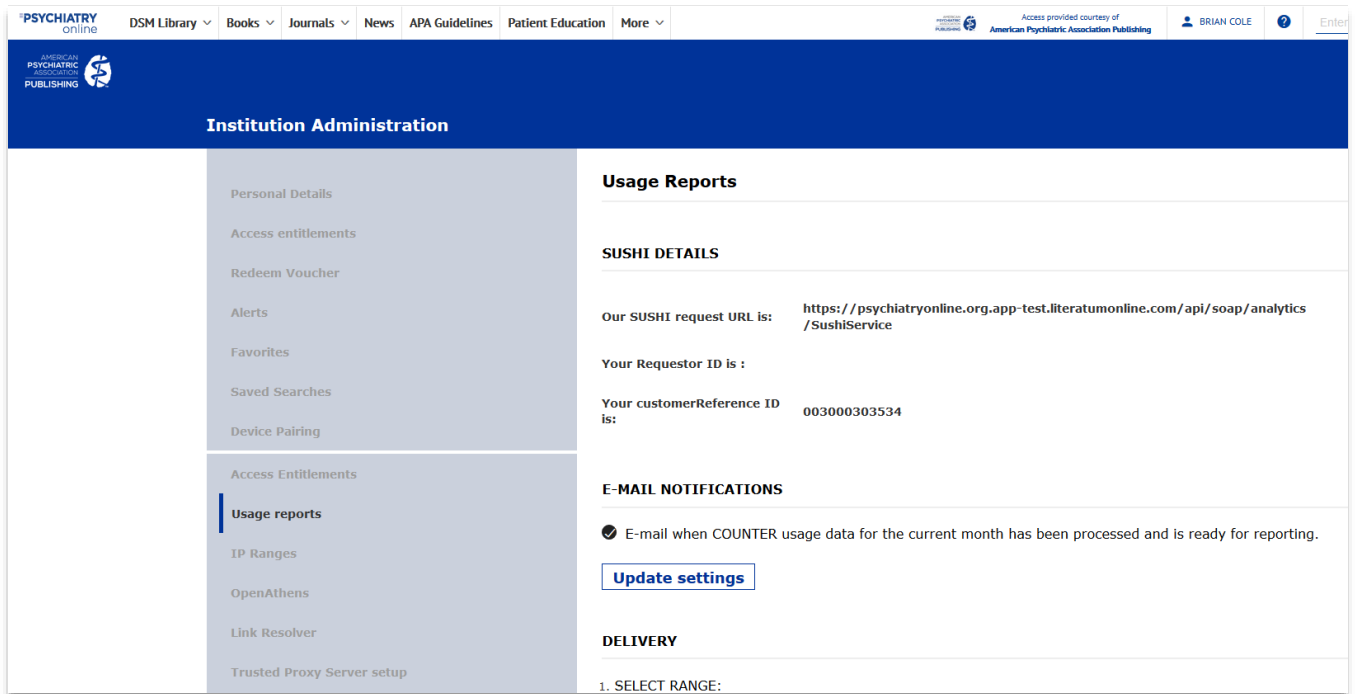 PSYCHIATRY
online
DSM Library
Books
Journals
News
APA Guidelines
Patient Education
More
AMERICAN
PSYCHIATRIC
ASSOCIATION
PUBLISHING
Access provided courtesy of
American Psychiatric Association Publishing
BRIAN COLE
?
Enter
AMERICAN
PSYCHIATRIC
ASSOCIATION
PUBLISHING
Institution Administration
Personal Details
Access entitlements
Redeem Voucher
Alerts
Favorites
Saved Searches
Device Pairing
Access Entitlements
Usage reports
IP Ranges
OpenAthens
Link Resolver
Trusted Proxy Server setup
Usage Reports
SUSHI DETAILS
Our SUSHI request URL is:
https://psychiatryonline.org.app-test.literatumonline.com/api/soap/analytics
/SushiService
Your Requestor ID is :
Your customerReference ID
is:
003000303534
E-MAIL NOTIFICATIONS
E-mail when COUNTER usage data for the current month has been processed and is ready for reporting.
Update settings
DELIVERY
1. SELECT RANGE: